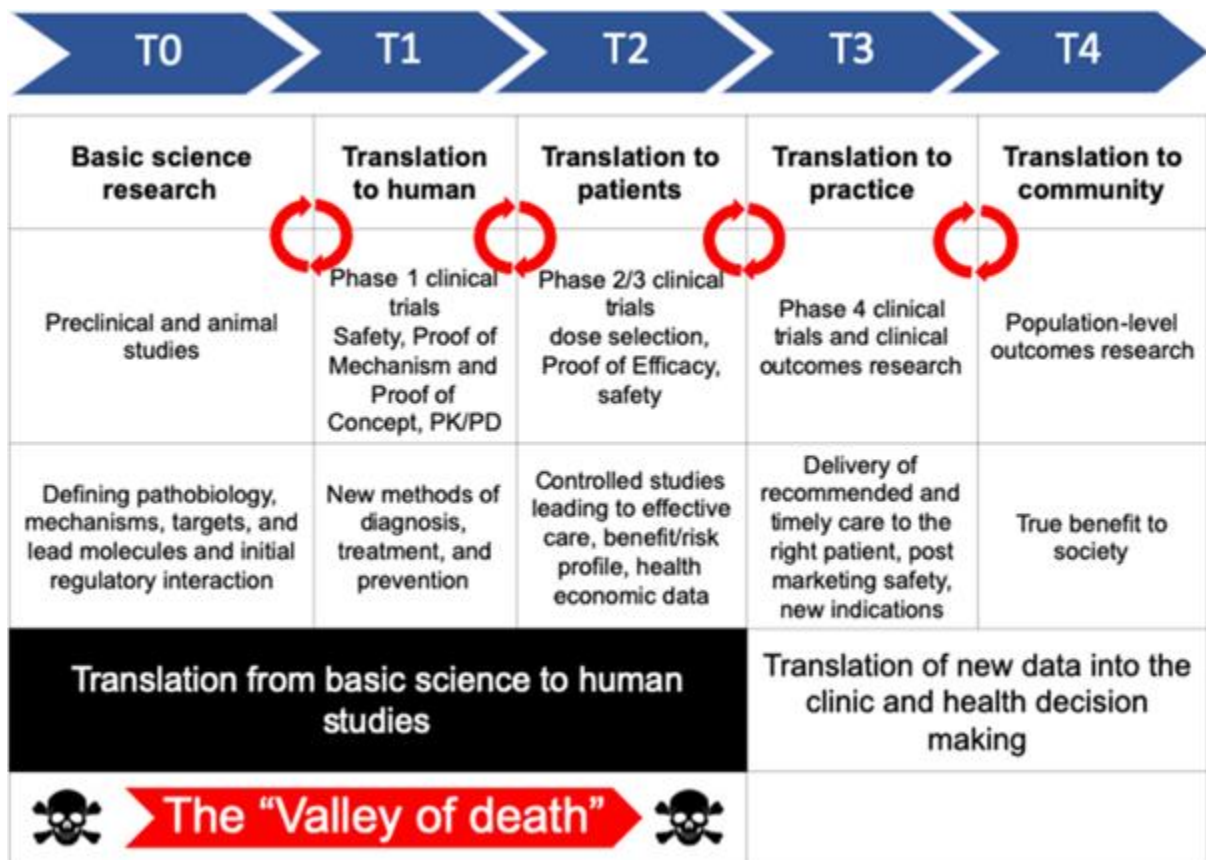 T0
T1
T2
T3
T4
Basic science
research
Translation
to human
Translation to
patients
Translation to
practice
Translation to
community
Preclinical and animal
studies
Phase 1 clinical
trials
Safety, Proof of
Mechanism and
Proof of
Concept, PK/PD
Phase 2/3 clinical
trials
dose selection,
Proof of Efficacy,
safety
Phase 4 clinical
trials and clinical
outcomes research
Population-level
outcomes research
Defining pathobiology,
mechanisms, targets, and
lead molecules and initial
regulatory interaction
New methods of
diagnosis,
treatment, and
prevention
Controlled studies
leading to effective
care, benefit/risk
profile, health
economic data
Delivery of
recommended and
timely care to the
right patient, post
marketing safety,
new indications
True benefit to
society
Translation from basic science to human
studies
Translation of new data into the
clinic and health decision
making
The “Valley of death”